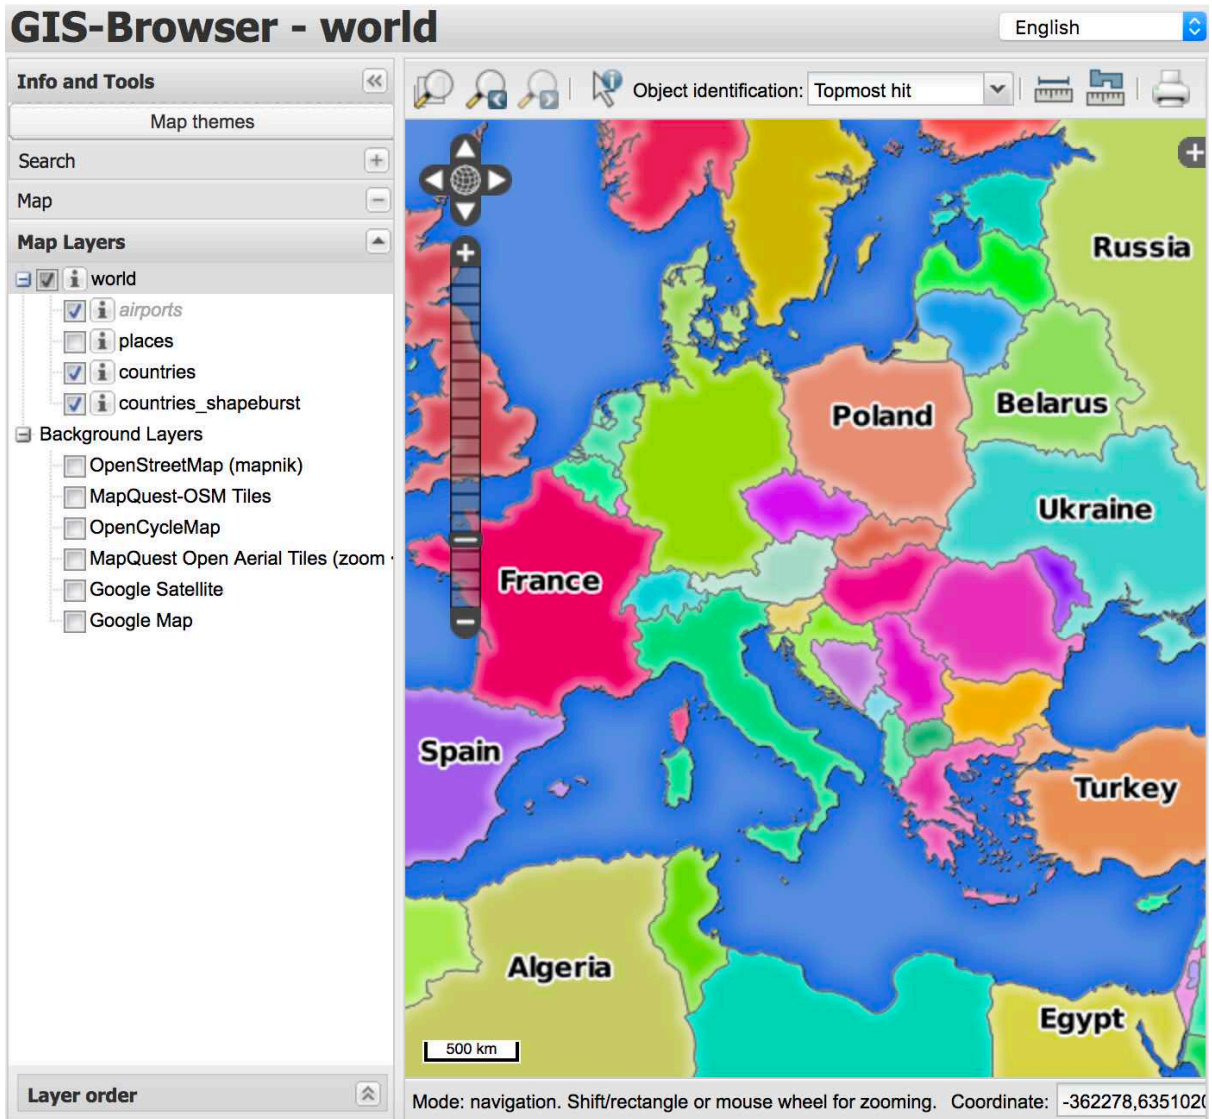 GIS-Browser - world
English
Info and Tools
Map themes
Search
Map
Map Layers
world
airports
places
countries
countries_shapeburst
Background Layers
OpenStreetMap (mapnik)
MapQuest-OSM Tiles
OpenCycleMap
MapQuest Open Aerial Tiles (zoom
Google Satellite
Google Map
Layer order
Object identification: Topmost hit
Russia
Belarus
Poland
Ukraine
France
Spain
Turkey
Algeria
Egypt
500 km
Mode: navigation. Shift/rectangle or mouse wheel for zooming. Coordinate: -362278,6351020